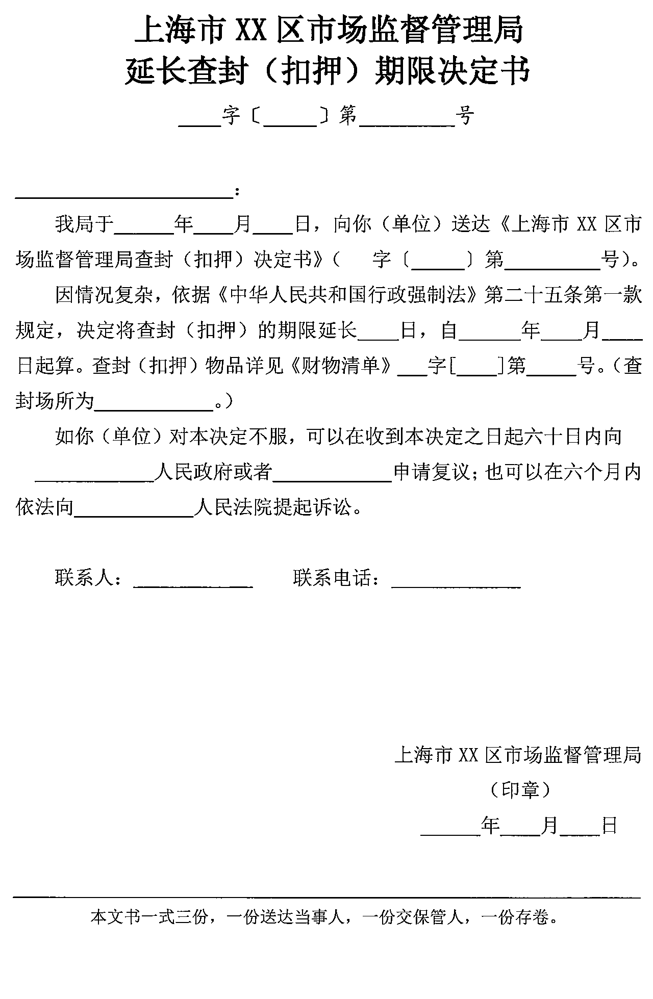 上海市 XX 区市场监督管理局
延长查封（扣押）期限决定书
____字〔_____〕第_________号
____________________：
我局于______年____月____日，向你（单位）送达《上海市 XX 区市
场监督管理局查封（扣押）决定书》（　字〔_____〕第_________号）。
因情况复杂，依据《中华人民共和国行政强制法》第二十五条第一款
规定，决定将查封（扣押）的期限延长____日，自______年____月____
日起算。查封（扣押）物品详见《财物清单》___字[____]第_____号。（查
封场所为____________。）
如你（单位）对本决定不服，可以在收到本决定之日起六十日内向
____________人民政府或者____________申请复议；也可以在六个月内
依法向____________人民法院提起诉讼。
联系人：____________　　联系电话：_____________
上海市 XX 区市场监督管理局
（印章）
______年____月____日
本文书一式三份，一份送达当事人，一份交保管人，一份存卷。